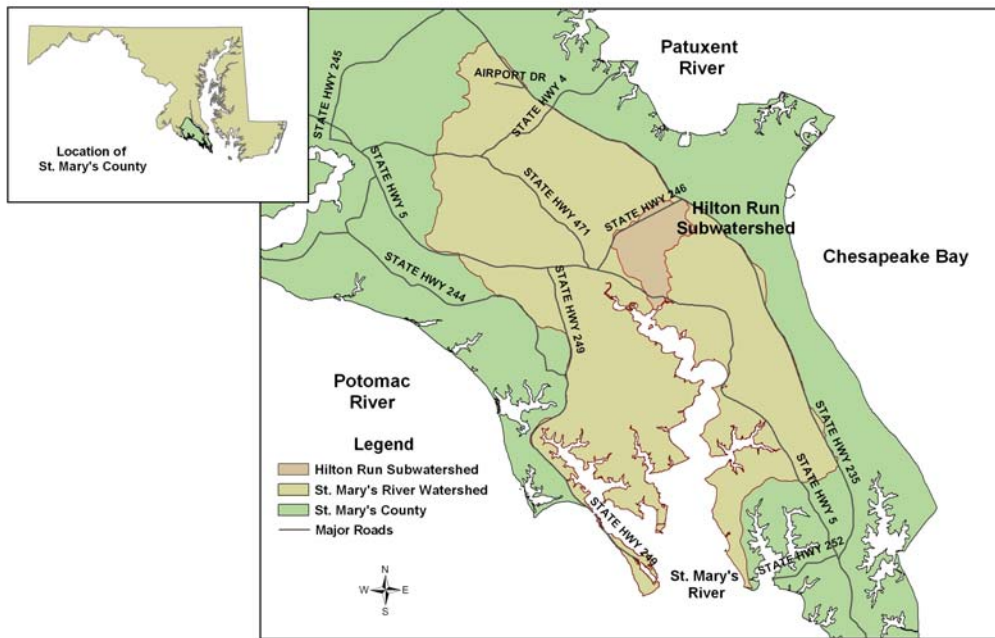 Location of
St. Mary's County
Patuxent
River
AIRPORT DR
STATE HWY 245
STATE HWY 4
STATE HWY 5
STATE HWY 471
STATE HWY 246
Hilton Run
Subwatershed
Chesapeake Bay
STATE HWY 244
STATE HWY 249
Potomac
River
STATE HWY 235
STATE HWY 5
Legend
Hilton Run Subwatershed
St. Mary's River Watershed
St. Mary's County
Major Roads
STATE HWY 249
STATE HWY 252
St. Mary's
River
N
W
E
S